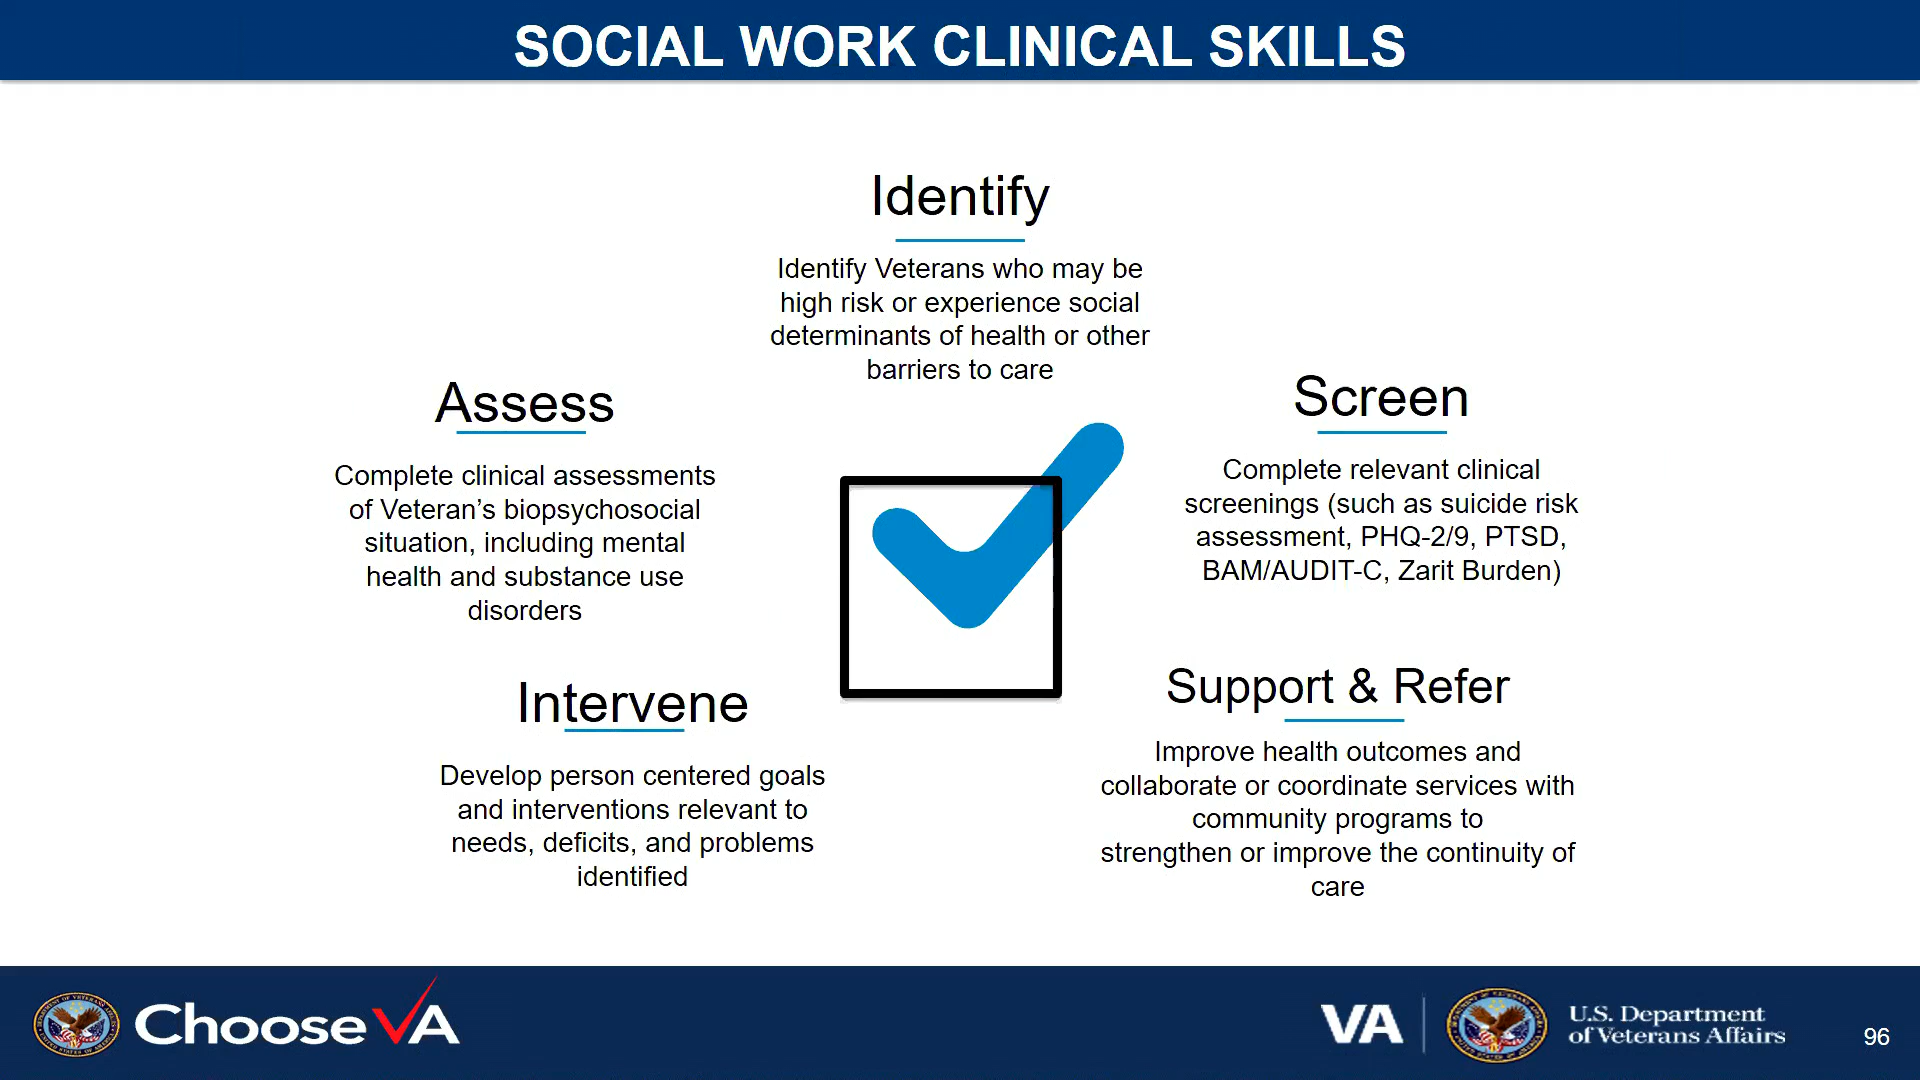 SOCIAL WORK CLINICAL SKILLS
Identify
Identify Veterans who may be
high risk or experience social
determinants of health or other
barriers to care
Assess
Complete clinical assessments
of Veteran’s biopsychosocial
situation, including mental
health and substance use
disorders
Screen
Complete relevant clinical
screenings (such as suicide risk
assessment, PHQ-2/9, PTSD,
BAM/AUDIT-C, Zarit Burden)
Intervene
Develop person centered goals
and interventions relevant to
needs, deficits, and problems
identified
Support & Refer
Improve health outcomes and
collaborate or coordinate services with
community programs to
strengthen or improve the continuity of
care
Choose VA
VA
U.S. Department
of Veterans Affairs
96